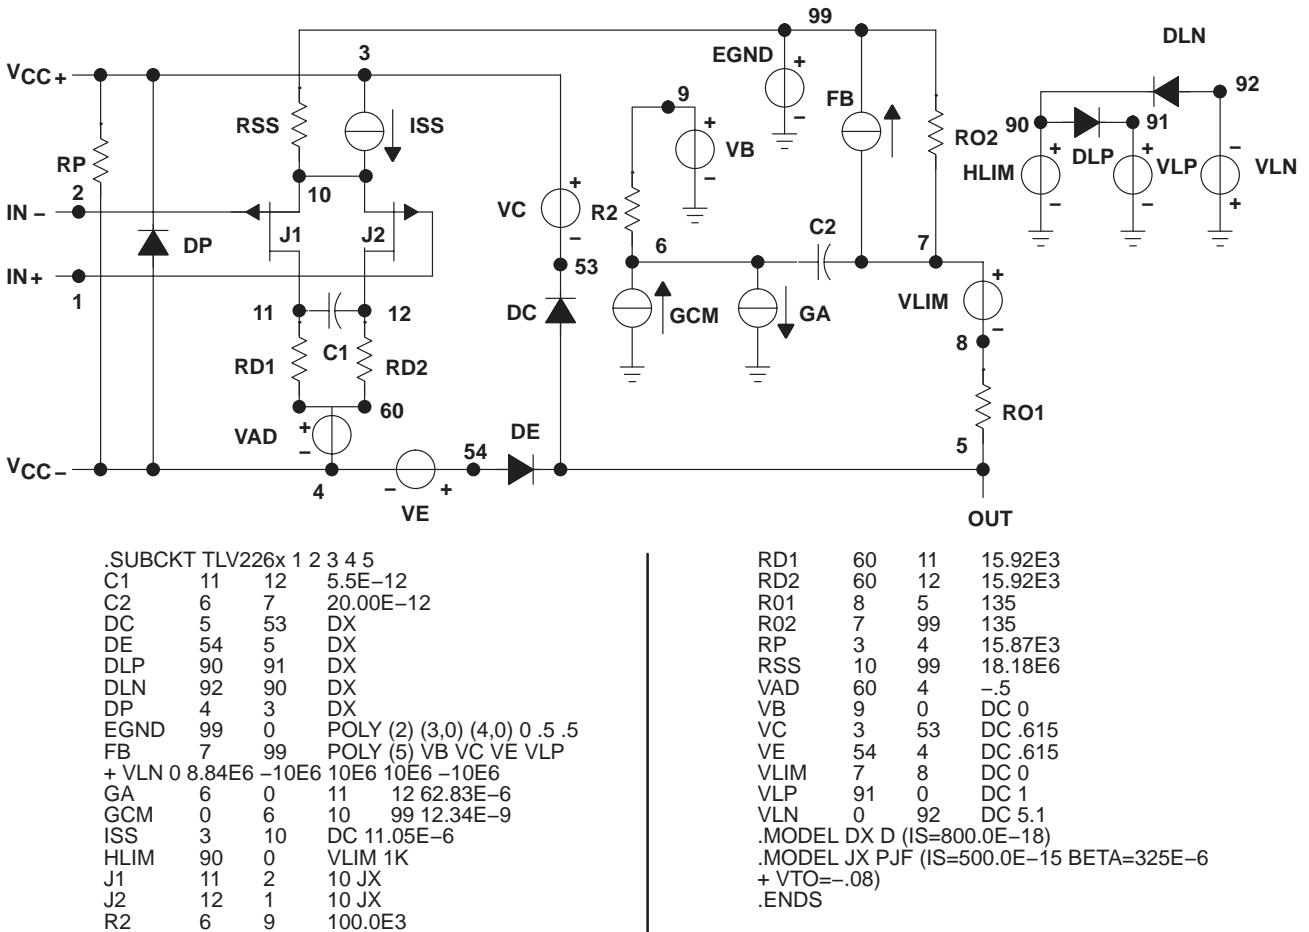 99
DLN
3
EGND
+
–
VCC+
9
92
RSS
ISS
FB
RO2
90
91
RP
+
VB
–
HLIM
+
–
DLP
+
VLP
–
–
VLN
+
10
2
IN –
VC
+
–
R2
C2
J1
J2
DP
6
7
IN+
53
1
VLIM
+
–
GCM
GA
11
12
DC
8
C1
RD1
RD2
RO1
60
VAD
+
–
DE
54
5
VCC–
4
–
+
VE
OUT
.SUBCKT TLV226x 1 2 3 4 5
C1 11 12 5.5E–12
C2 6 7 20.00E–12
DC 5 53 DX
DE 54 5 DX
DLP 90 91 DX
DLN 92 90 DX
DP 4 3 DX
EGND 99 0 POLY (2) (3,0) (4,0) 0 .5 .5
FB 7 99 POLY (5) VB VC VE VLP
+ VLN 0 8.84E6 –10E6 10E6 10E6 –10E6
GA 6 0 11 12 62.83E–6
GCM 0 6 10 99 12.34E–9
ISS 3 10 DC 11.05E–6
HLIM 90 0 VLIM 1K
J1 11 2 10 JX
J2 12 1 10 JX
R2 6 9 100.0E3
RD1 60 11 15.92E3
RD2 60 12 15.92E3
R01 8 5 135
R02 7 99 135
RP 3 4 15.87E3
RSS 10 99 18.18E6
VAD 60 4 –.5
VB 9 0 DC 0
VC 3 53 DC .615
VE 54 4 DC .615
VLIM 7 8 DC 0
VLP 91 0 DC 1
VLN 0 92 DC 5.1
.MODEL DX D (IS=800.0E–18)
.MODEL JX PJF (IS=500.0E–15 BETA=325E–6
+ VTO=–.08)
.ENDS